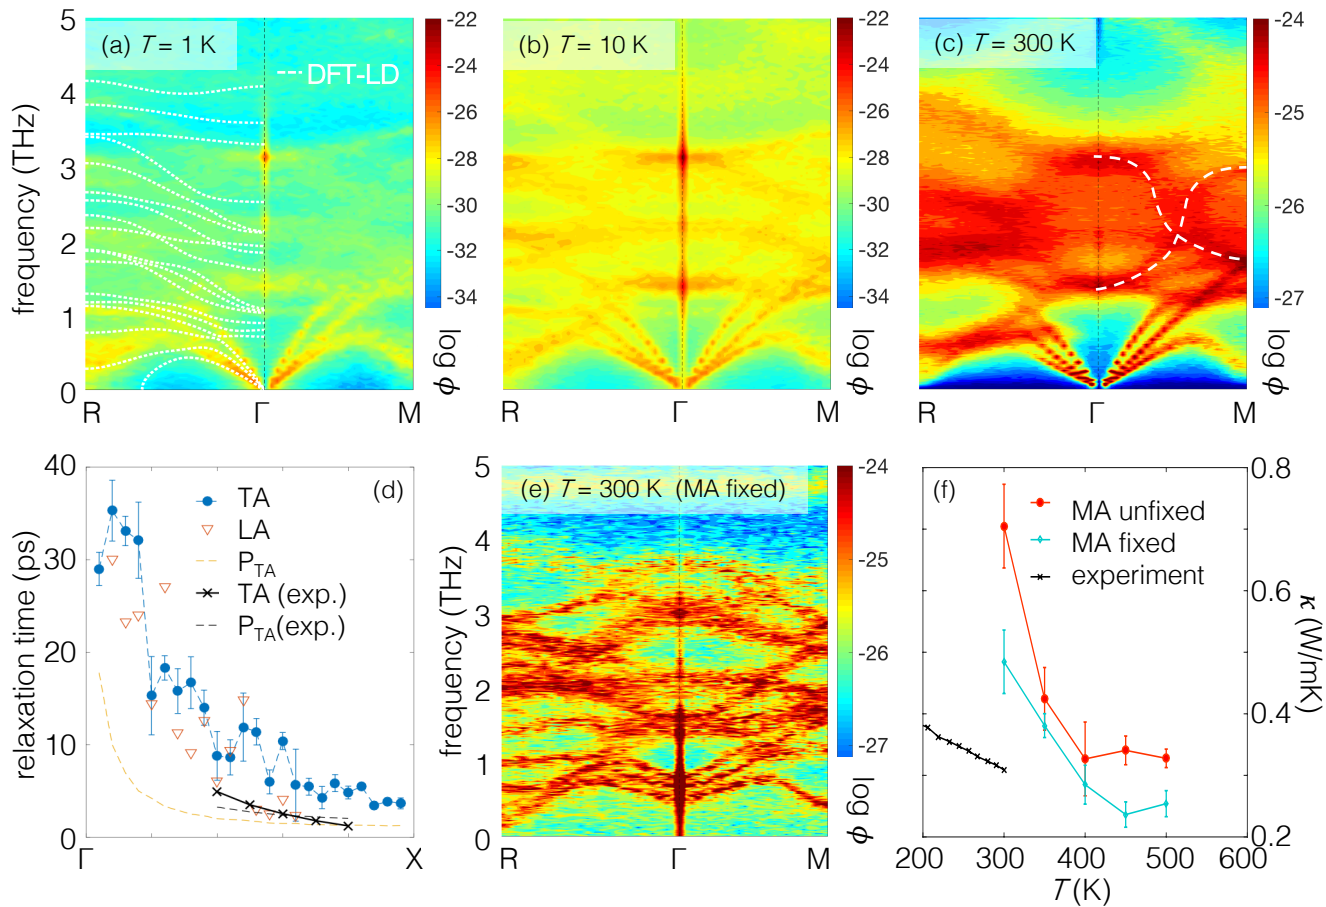 (a) T = 1 K
DFT-LD
frequency (THz)
5
4
3
2
1
0
R
Γ
M
-22
-24
-26
-28
-30
-32
-34
log ϕ
(b) T = 10 K
R
Γ
M
-22
-24
-26
-28
-30
-32
-34
log ϕ
(c) T = 300 K
R
Γ
M
-24
-25
-26
-27
log ϕ
(d)
TA
LA
P_TA
TA (exp.)
P_TA(exp.)
relaxation time (ps)
40
30
20
10
0
Γ
X
(e) T = 300 K (MA fixed)
frequency (THz)
5
4
3
2
1
0
R
Γ
M
-24
-25
-26
-27
log ϕ
(f)
MA unfixed
MA fixed
experiment
0.8
0.6
0.4
0.2
κ (W/mK)
200
300
400
500
600
T (K)